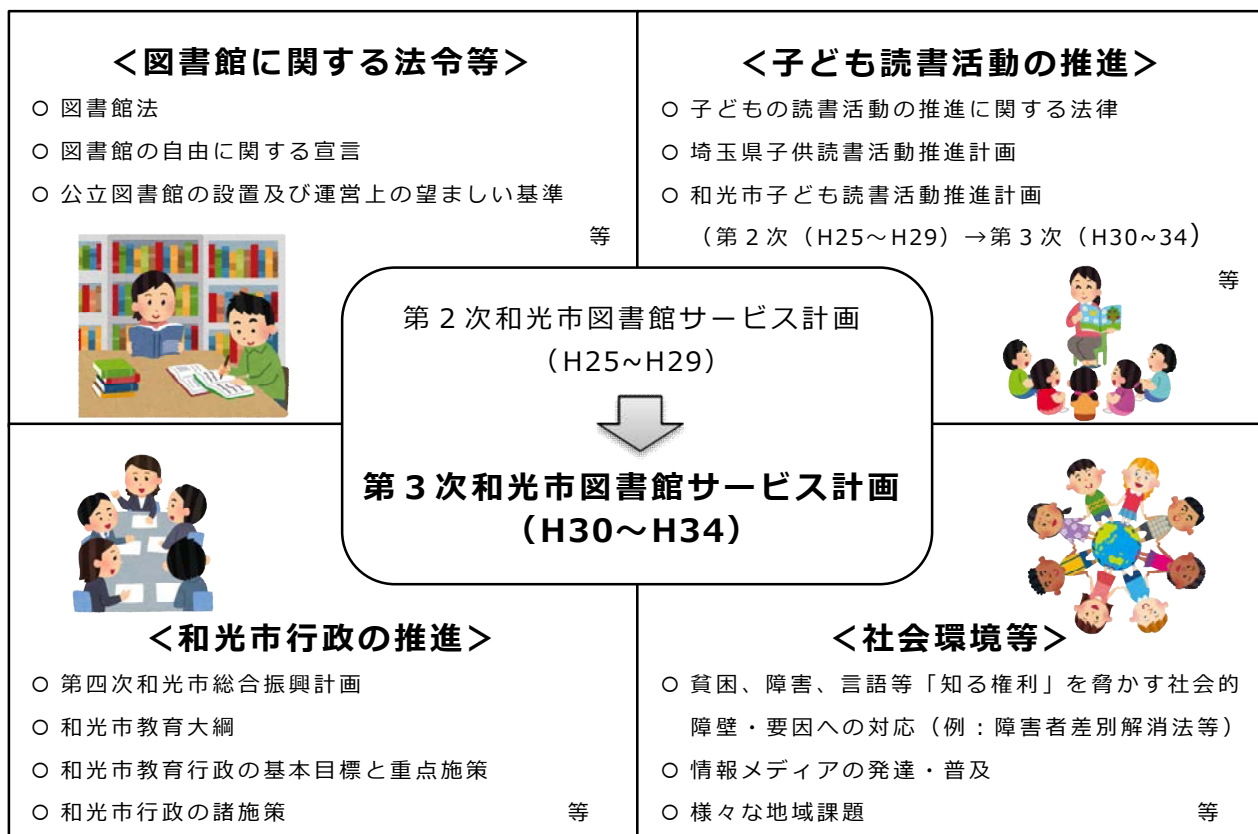 ＜図書館に関する法令等＞
○ 図書館法
○ 図書館の自由に関する宣言
○ 公立図書館の設置及び運営上の望ましい基準
等
＜子ども読書活動の推進＞
○ 子どもの読書活動の推進に関する法律
○ 埼玉県子供読書活動推進計画
○ 和光市子ども読書活動推進計画
（第２次（H25～H29）→第３次（H30~34）
等
第２次和光市図書館サービス計画
（H25~H29）
第３次和光市図書館サービス計画
（H30～H34）
＜和光市行政の推進＞
○ 第四次和光市総合振興計画
○ 和光市教育大綱
○ 和光市教育行政の基本目標と重点施策
○ 和光市行政の諸施策 等
＜社会環境等＞
○ 貧困、障害、言語等「知る権利」を脅かす社会的
障壁・要因への対応（例：障害者差別解消法等）
○ 情報メディアの発達・普及
○ 様々な地域課題 等